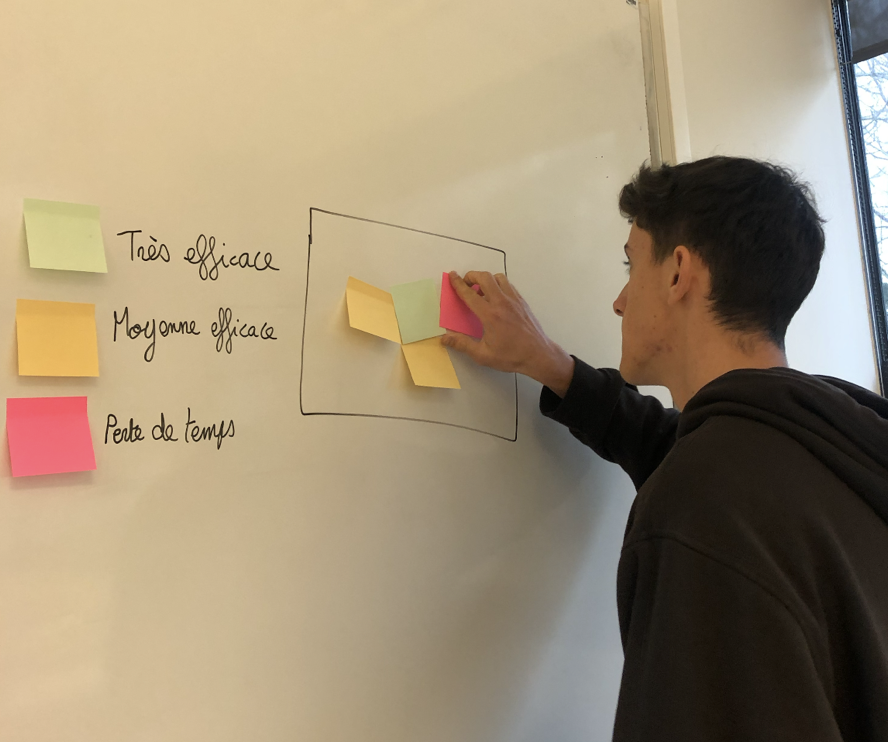 Très efficace
Moyenne efficace
Perte de temps